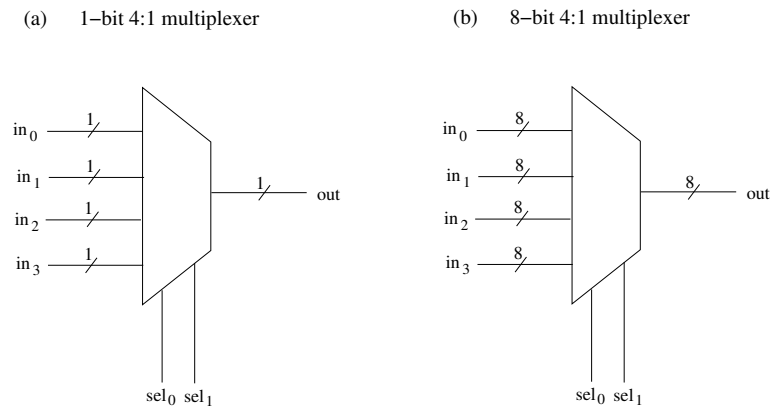 (a) 1−bit 4:1 multiplexer
in0 1
in1 1
in2 1
in3 1
1 out
sel0 sel1
(b) 8−bit 4:1 multiplexer
in0 8
in1 8
in2 8
in3 8
8 out
sel0 sel1